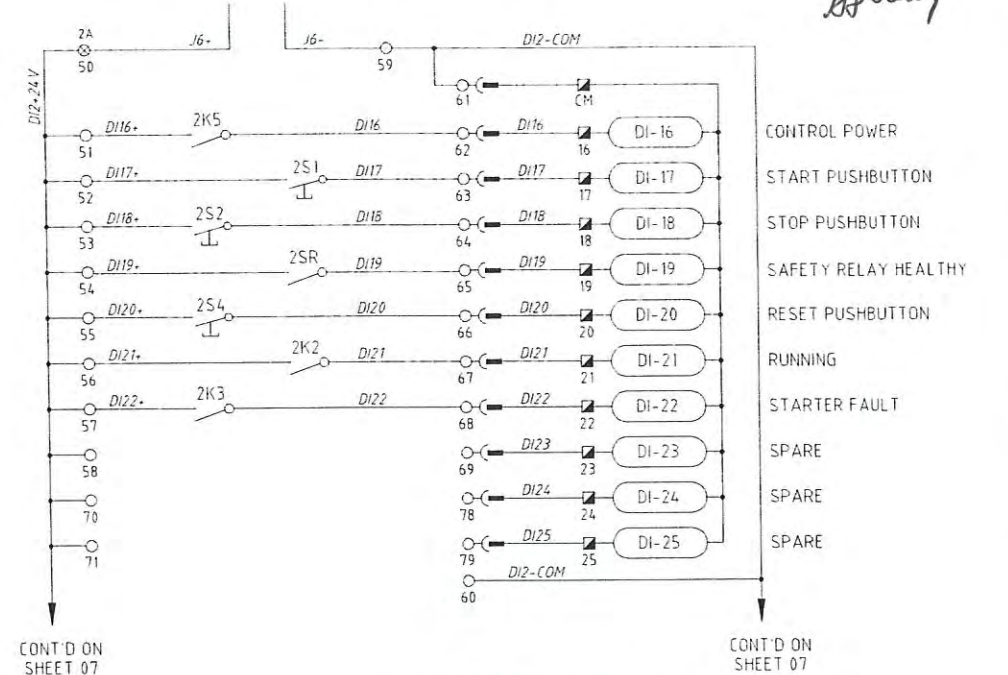 2A
50
J6+
J6-
59
DI2-COM
DI2+24V
61
CM
51
DI16+
2K5
DI16
62
DI16
16
DI-16
CONTROL POWER
52
DI17+
2S1
DI17
63
DI17
17
DI-17
START PUSHBUTTON
53
DI18+
2S2
DI18
64
DI18
18
DI-18
STOP PUSHBUTTON
54
DI19+
2SR
DI19
65
DI19
19
DI-19
SAFETY RELAY HEALTHY
55
DI20+
2S4
DI20
66
DI20
20
DI-20
RESET PUSHBUTTON
56
DI21+
2K2
DI21
67
DI21
21
DI-21
RUNNING
57
DI22+
2K3
DI22
68
DI22
22
DI-22
STARTER FAULT
58
69
DI23
23
DI-23
SPARE
70
78
DI24
24
DI-24
SPARE
71
79
DI25
25
DI-25
SPARE
60
DI2-COM
CONT'D ON
SHEET 07
CONT'D ON
SHEET 07